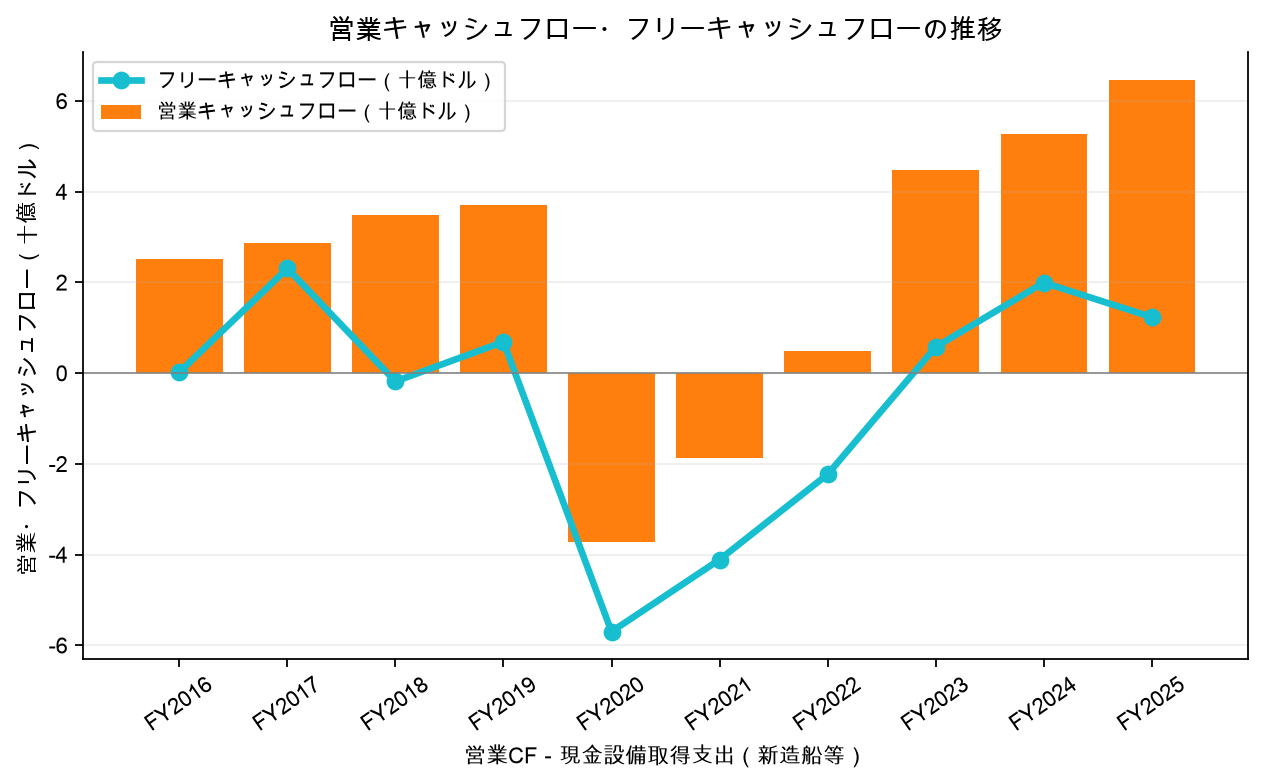 営業キャッシュフロー・フリーキャッシュフローの推移
フリーキャッシュフロー（十億ドル）
営業キャッシュフロー（十億ドル）
営業・フリーキャッシュフロー（十億ドル）
6
4
2
0
-2
-4
-6
FY2016
FY2017
FY2018
FY2019
FY2020
FY2021
FY2022
FY2023
FY2024
FY2025
営業CF - 現金設備取得支出（新造船等）